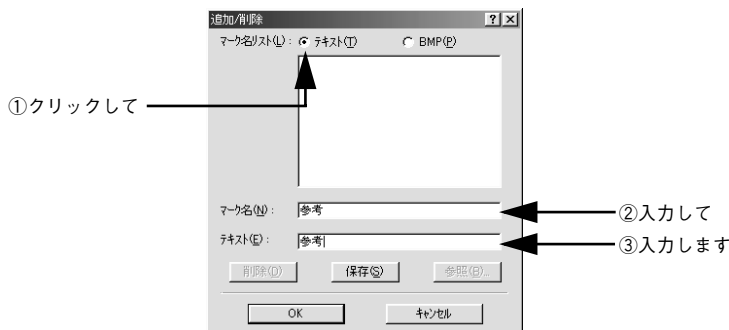 追加/削除
マーク名リスト(L): テキスト(T) BMP(P)
①クリックして
マーク名(N): 参考
②入力して
テキスト(E): 参考
③入力します
削除(D) 保存(S) 参照(B)...
OK キャンセル